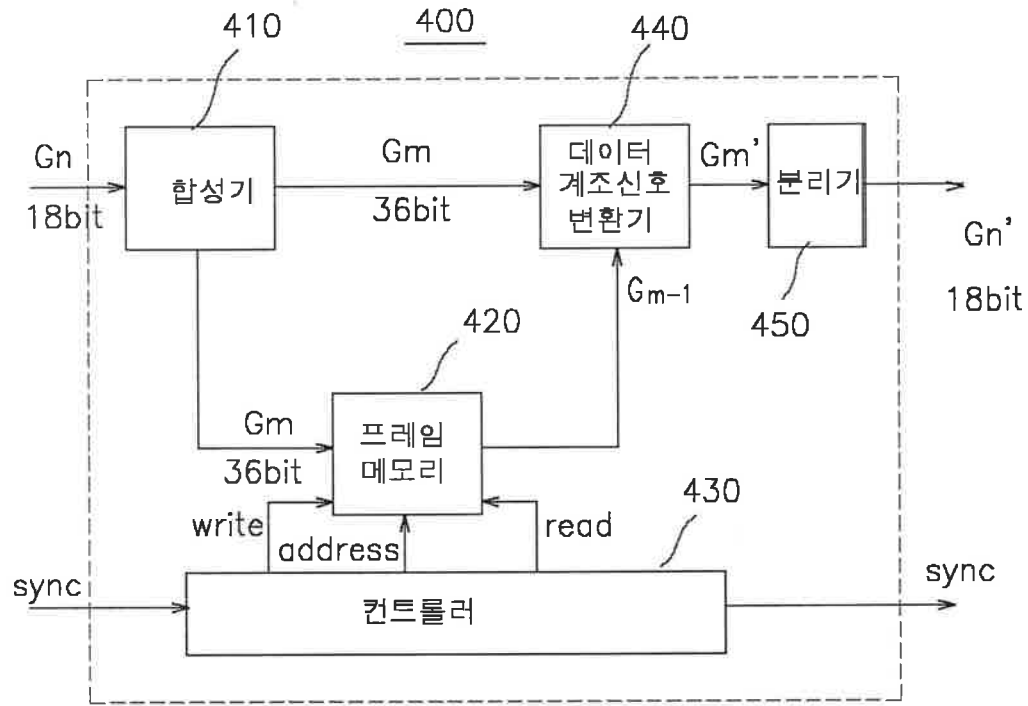 400
410
440
Gn
18bit
합성기
Gm
36bit
데이터
계조신호
변환기
Gm'
분리기
Gn'
18bit
450
Gm-1
420
Gm
36bit
프레임
메모리
430
write
address
read
sync
컨트롤러
sync